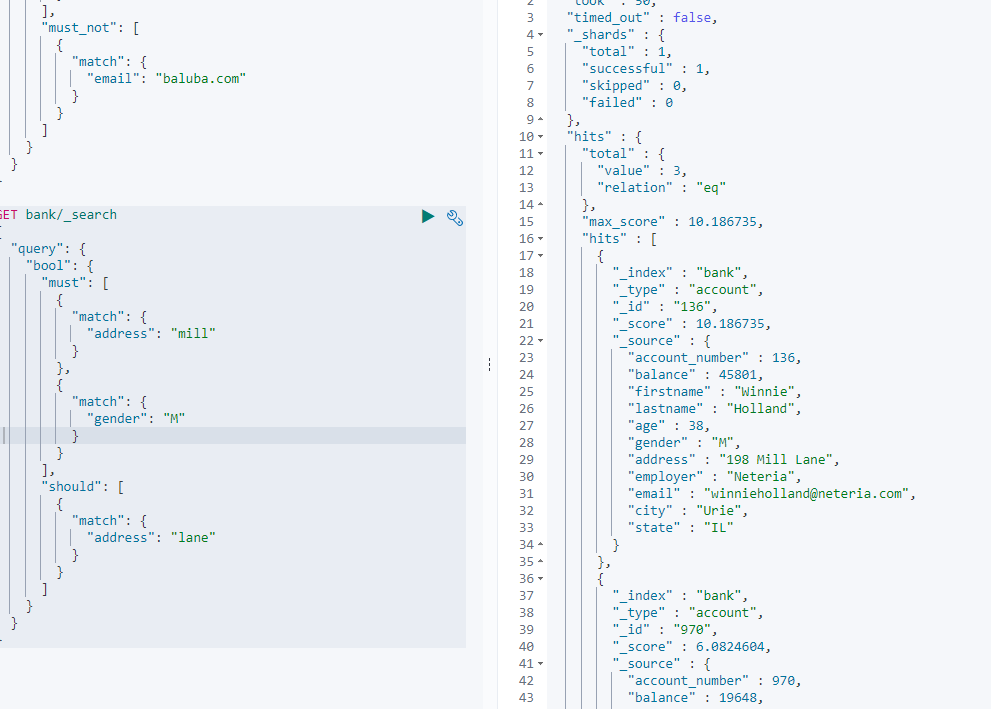 ],
"must_not": [
{
"match": {
"email": "baluba.com"
}
}
]
}
}
GET bank/_search
{
"query": {
"bool": {
"must": [
{
"match": {
"address": "mill"
}
},
{
"match": {
"gender": "M"
}
}
],
"should": [
{
"match": {
"address": "lane"
}
}
]
}
}
2 "took" : 50,
3 "timed_out" : false,
4 "_shards" : {
5 "total" : 1,
6 "successful" : 1,
7 "skipped" : 0,
8 "failed" : 0
9 },
10 "hits" : {
11 "total" : {
12 "value" : 3,
13 "relation" : "eq"
14 },
15 "max_score" : 10.186735,
16 "hits" : [
17 {
18 "_index" : "bank",
19 "_type" : "account",
20 "_id" : "136",
21 "_score" : 10.186735,
22 "_source" : {
23 "account_number" : 136,
24 "balance" : 45801,
25 "firstname" : "Winnie",
26 "lastname" : "Holland",
27 "age" : 38,
28 "gender" : "M",
29 "address" : "198 Mill Lane",
30 "employer" : "Neteria",
31 "email" : "winnieholland@neteria.com",
32 "city" : "Urie",
33 "state" : "IL"
34 }
35 },
36 {
37 "_index" : "bank",
38 "_type" : "account",
39 "_id" : "970",
40 "_score" : 6.0824604,
41 "_source" : {
42 "account_number" : 970,
43 "balance" : 19648,